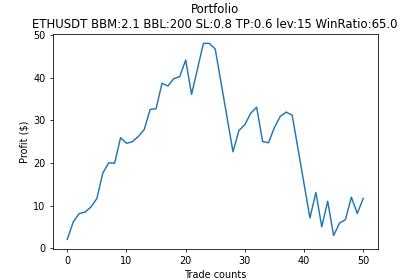 Portfolio
ETHUSDT BBM:2.1 BBL:200 SL:0.8 TP:0.6 lev:15 WinRatio:65.0
50
40
30
20
10
0
Profit ($)
0 10 20 30 40 50
Trade counts